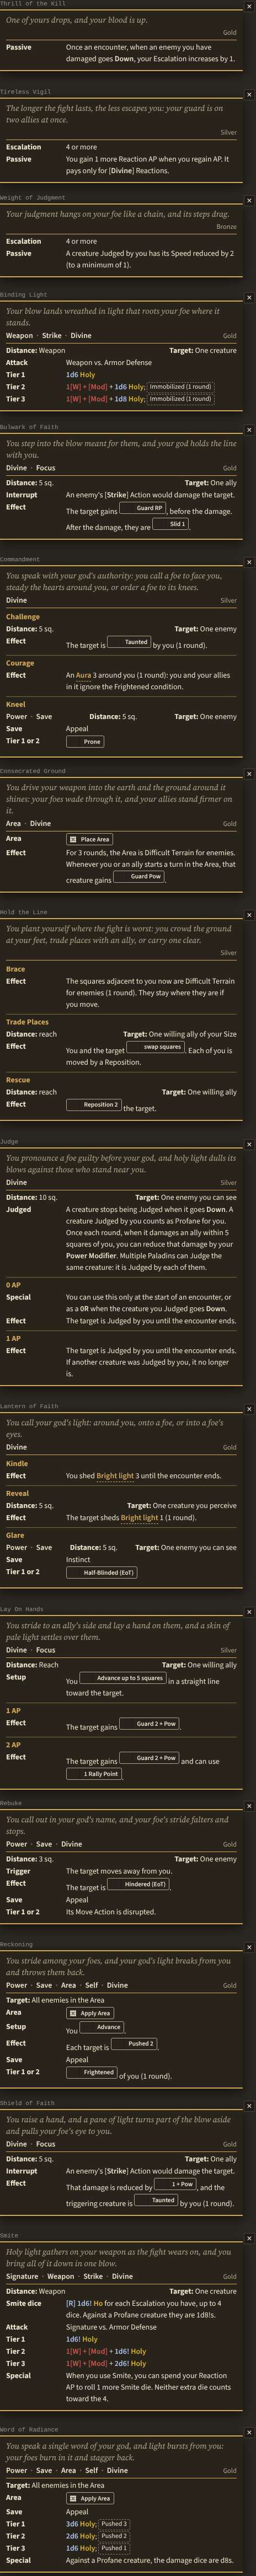 Thrill of the Kill
One of yours drops, and your blood is up.
Gold
Passive Once an encounter, when an enemy you have
damaged goes Down, your Escalation increases by 1.
Tireless Vigil
The longer the fight lasts, the less escapes you: your guard is on
two allies at once.
Silver
Escalation 4 or more
Passive You gain 1 more Reaction AP when you regain AP. It
pays only for [Divine] Reactions.
Weight of Judgment
Your judgment hangs on your foe like a chain, and its steps drag.
Bronze
Escalation 4 or more
Passive A creature Judged by you has its Speed reduced by 2
(to a minimum of 1).
Binding Light
Your blow lands wreathed in light that roots your foe where it
stands.
Weapon · Strike · Divine Gold
Distance: Weapon Target: One creature
Attack Weapon vs. Armor Defense
Tier 1 1d6 Holy
Tier 2 1[W] + [Mod] + 1d6 Holy; Immobilized (1 round)
Tier 3 1[W] + [Mod] + 1d8 Holy; Immobilized (1 round)
Bulwark of Faith
You step into the blow meant for them, and your god holds the line
with you.
Divine · Focus Gold
Distance: 5 sq. Target: One ally
Interrupt An enemy's [Strike] Action would damage the target.
Effect The target gains Guard RP, before the damage.
After the damage, they are Slid 1.
Commandment
You speak with your god's authority: you call a foe to face you,
steady the hearts around you, or order a foe to its knees.
Divine Silver
Challenge
Distance: 5 sq. Target: One enemy
Effect The target is Taunted by you (1 round).
Courage
Effect An Aura 3 around you (1 round): you and your allies
in it ignore the Frightened condition.
Kneel
Power · Save Distance: 5 sq. Target: One enemy
Save Appeal
Tier 1 or 2 Prone
Consecrated Ground
You drive your weapon into the earth and the ground around it
shines: your foes wade through it, and your allies stand firmer on
it.
Area · Divine Gold
Area Place Area
Effect For 3 rounds, the Area is Difficult Terrain for enemies.
Whenever you or an ally starts a turn in the Area, that
creature gains Guard Pow.
Hold the Line
You plant yourself where the fight is worst: you crowd the ground
at your feet, trade places with an ally, or carry one clear.
Silver
Brace
Effect The squares adjacent to you now are Difficult Terrain
for enemies (1 round). They stay where they are if
you move.
Trade Places
Distance: reach Target: One willing ally of your Size
Effect You and the target swap squares. Each of you is
moved by a Reposition.
Rescue
Distance: reach Target: One willing ally
Effect Reposition 2 the target.
Judge
You pronounce a foe guilty before your god, and holy light dulls its
blows against those who stand near you.
Divine Silver
Distance: 10 sq. Target: One enemy you can see
Judged A creature stops being Judged when it goes Down. A
creature Judged by you counts as Profane for you.
Once each round, when it damages an ally within 5
squares of you, you can reduce that damage by your
Power Modifier. Multiple Paladins can Judge the
same creature: it is Judged by each of them.
0 AP
Special You can use this only at the start of an encounter, or
as a 0R when the creature you Judged goes Down.
Effect The target is Judged by you until the encounter ends.
1 AP
Effect The target is Judged by you until the encounter ends.
If another creature was Judged by you, it no longer
is.
Lantern of Faith
You call your god's light: around you, onto a foe, or into a foe's
eyes.
Divine Gold
Kindle
Effect You shed Bright light 3 until the encounter ends.
Reveal
Distance: 5 sq. Target: One creature you perceive
Effect The target sheds Bright light 1 (1 round).
Glare
Power · Save Distance: 5 sq. Target: One enemy you can see
Save Instinct
Tier 1 or 2 Half-Blinded (EoT)
Lay On Hands
You stride to an ally's side and lay a hand on them, and a skin of
pale light settles over them.
Divine · Focus Silver
Distance: Reach Target: One willing ally
Setup You Advance up to 5 squares in a straight line
toward the target.
1 AP
Effect The target gains Guard 2 × Pow
2 AP
Effect The target gains Guard 2 × Pow and can use
1 Rally Point.
Rebuke
You call out in your god's name, and your foe's stride falters and
stops.
Power · Save · Divine Gold
Distance: 3 sq. Target: One enemy
Trigger The target moves away from you.
Effect The target is Hindered (EoT).
Save Appeal
Tier 1 or 2 Its Move Action is disrupted.
Reckoning
You stride among your foes, and your god's light breaks from you
and throws them back.
Power · Save · Area · Self · Divine Gold
Target: All enemies in the Area
Area Apply Area
Setup You Advance.
Effect Each target is Pushed 2.
Save Appeal
Tier 1 or 2 Frightened of you (1 round).
Shield of Faith
You raise a hand, and a pane of light turns part of the blow aside
and pulls your foe's eye to you.
Divine · Focus Gold
Distance: 5 sq. Target: One ally
Interrupt An enemy's [Strike] Action would damage the target.
Effect That damage is reduced by 1 + Pow, and the
triggering creature is Taunted by you (1 round).
Smite
Holy light gathers on your weapon as the fight wears on, and you
bring all of it down in one blow.
Signature · Weapon · Strike · Divine Gold
Distance: Weapon Target: One creature
Smite dice [R] 1d6! Ho for each Escalation you have, up to 4
dice. Against a Profane creature they are 1d8!s.
Attack Signature vs. Armor Defense
Tier 1 1d6! Holy
Tier 2 1[W] + [Mod] + 1d6! Holy
Tier 3 1[W] + [Mod] + 2d6! Holy
Special When you use Smite, you can spend your Reaction
AP to roll 1 more Smite die. Neither extra die counts
toward the 4.
Word of Radiance
You speak a single word of your god, and light bursts from you:
your foes burn in it and stagger back.
Power · Save · Area · Self · Divine Gold
Target: All enemies in the Area
Area Apply Area
Save Appeal
Tier 1 3d6 Holy; Pushed 3
Tier 2 2d6 Holy; Pushed 2
Tier 3 1d6 Holy; Pushed 1
Special Against a Profane creature, the damage dice are d8s.